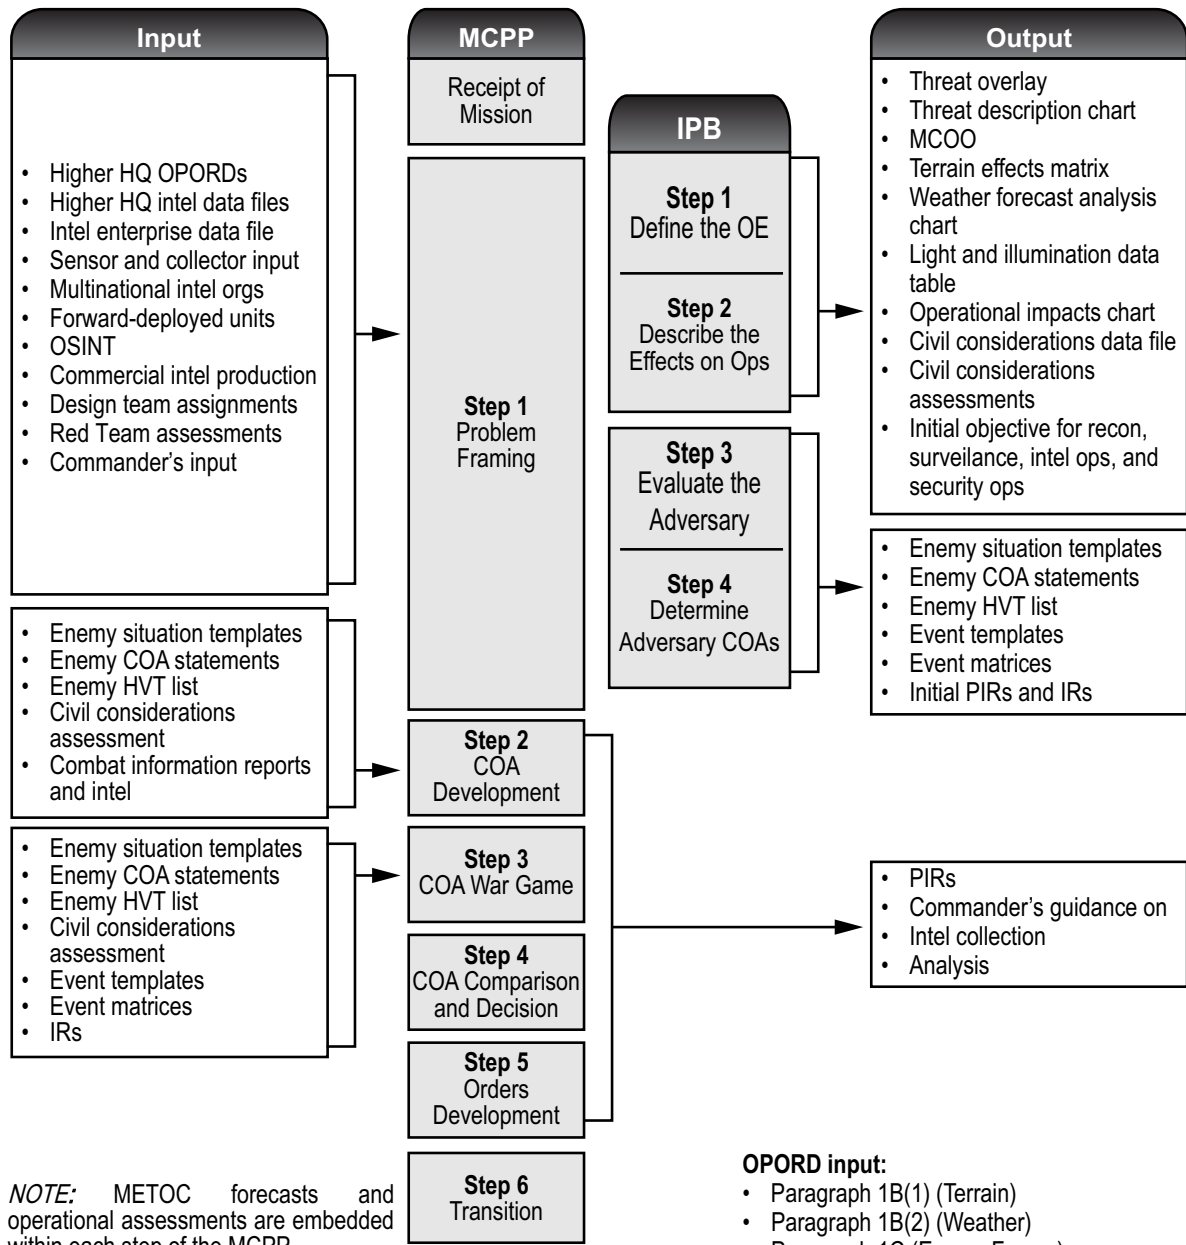 Input
• Higher HQ OPORDs
• Higher HQ intel data files
• Intel enterprise data file
• Sensor and collector input
• Multinational intel orgs
• Forward-deployed units
• OSINT
• Commercial intel production
• Design team assignments
• Red Team assessments
• Commander's input
• Enemy situation templates
• Enemy COA statements
• Enemy HVT list
• Civil considerations
assessment
• Combat information reports
and intel
• Enemy situation templates
• Enemy COA statements
• Enemy HVT list
• Civil considerations
assessment
• Event templates
• Event matrices
• IRs
MCPP
Receipt of
Mission
Step 1
Problem
Framing
Step 2
COA
Development
Step 3
COA War Game
Step 4
COA Comparison
and Decision
Step 5
Orders
Development
Step 6
Transition
IPB
Step 1
Define the OE
Step 2
Describe the
Effects on Ops
Step 3
Evaluate the
Adversary
Step 4
Determine
Adversary COAs
Output
• Threat overlay
• Threat description chart
• MCOO
• Terrain effects matrix
• Weather forecast analysis
chart
• Light and illumination data
table
• Operational impacts chart
• Civil considerations data file
• Civil considerations
assessments
• Initial objective for recon,
surveilance, intel ops, and
security ops
• Enemy situation templates
• Enemy COA statements
• Enemy HVT list
• Event templates
• Event matrices
• Initial PIRs and IRs
• PIRs
• Commander's guidance on
• Intel collection
• Analysis
NOTE: METOC forecasts and
operational assessments are embedded
within each step of the MCPP
OPORD input:
• Paragraph 1B(1) (Terrain)
• Paragraph 1B(2) (Weather)